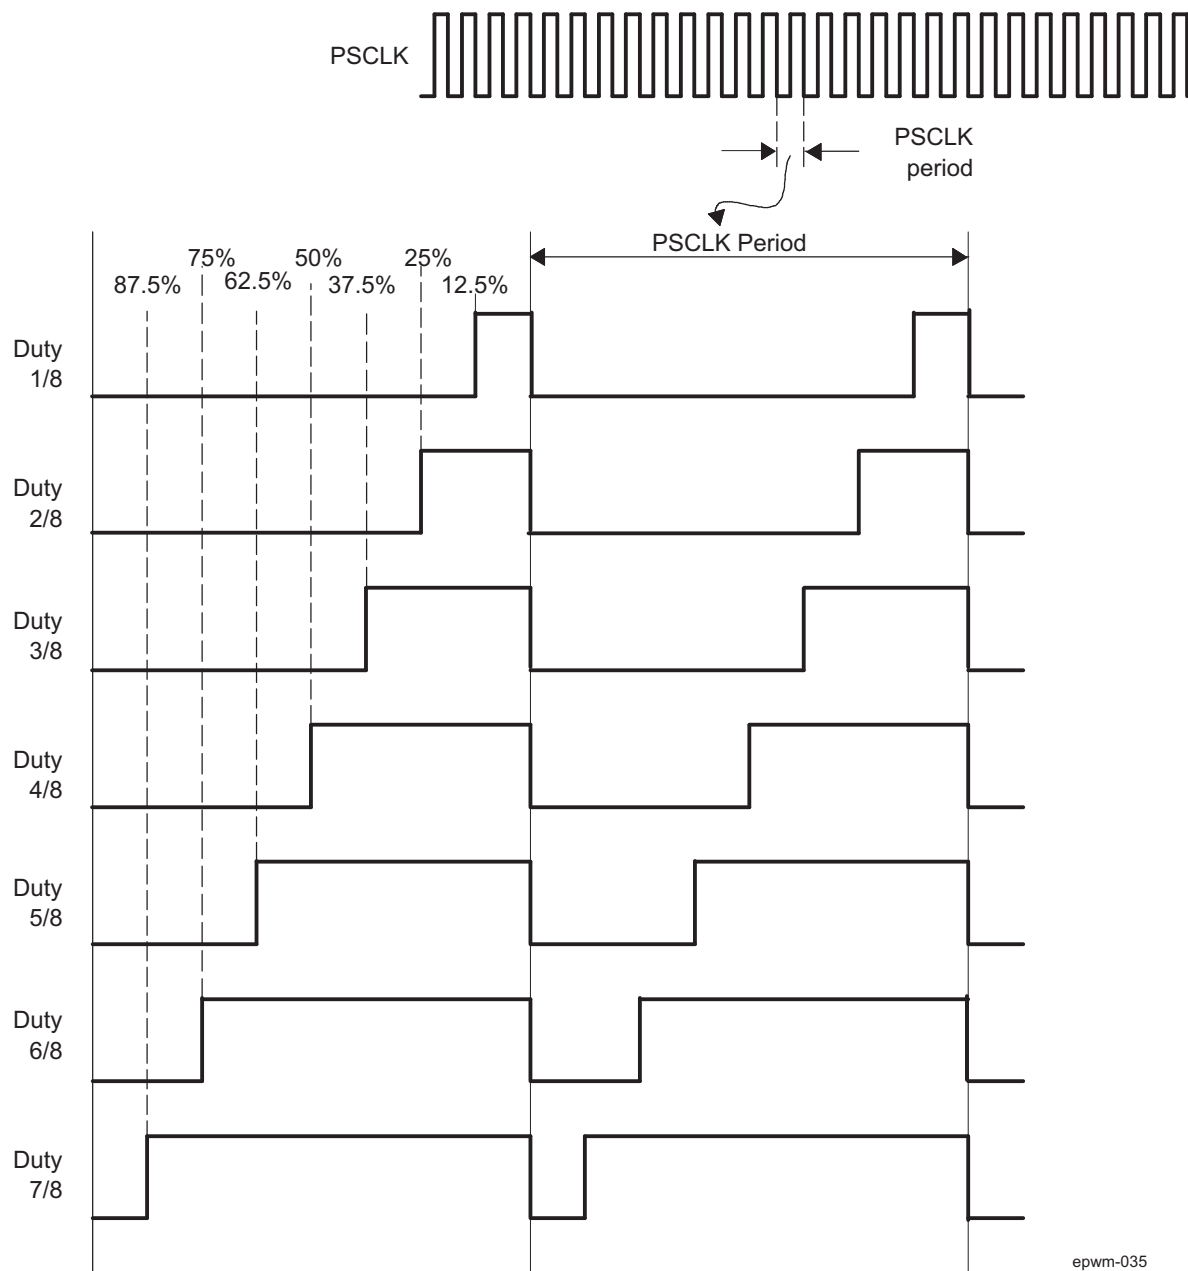 PSCLK
PSCLK
period
PSCLK Period
75%
50%
25%
87.5%
62.5%
37.5%
12.5%
Duty
1/8
Duty
2/8
Duty
3/8
Duty
4/8
Duty
5/8
Duty
6/8
Duty
7/8
epwm-035